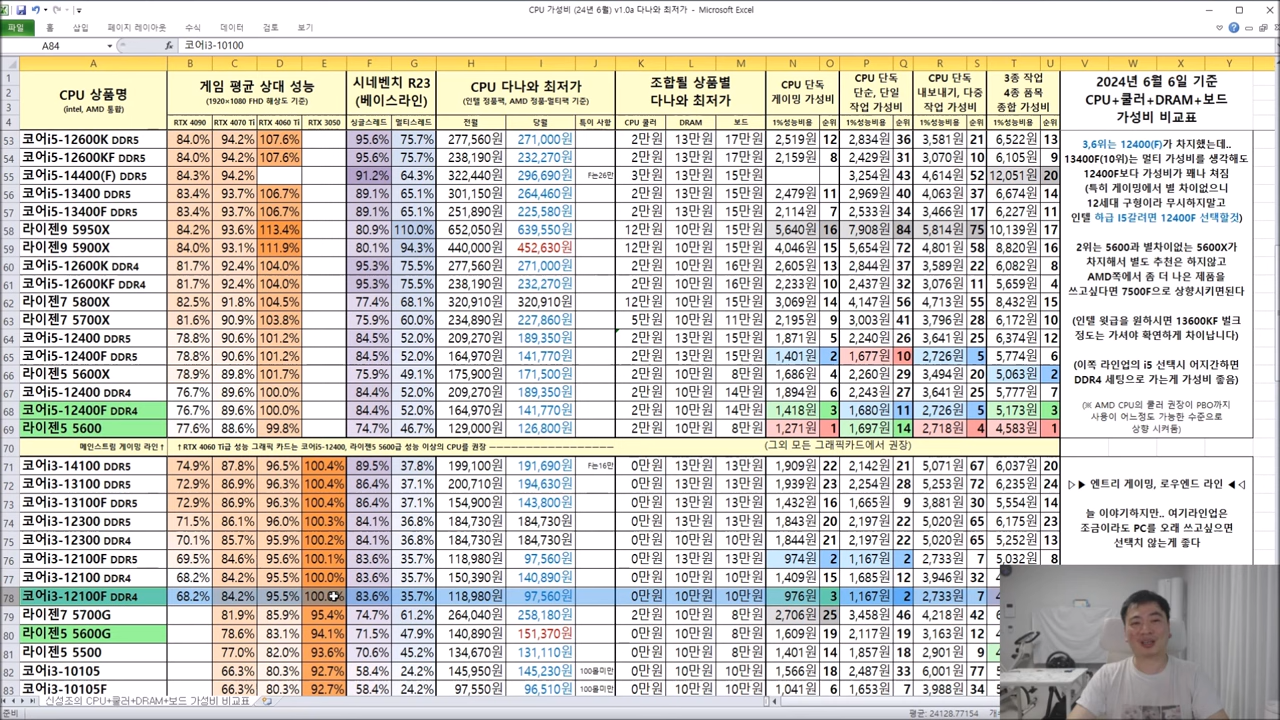 CPU 가성비 (24년 6월) v1.0a 다나와 최저가 - Microsoft Excel
파일 홈 삽입 페이지 레이아웃 수식 데이터 검토 보기
A84 fx 코어i3-10100
A B C D E F G H I J K L M N O P Q R S T U V W X Y
CPU 상품명 (intel, AMD 통합)
게임 평균 상대 성능 (1920×1080 FHD 해상도 기준)
시네벤치 R23 (베이스라인)
CPU 다나와 최저가 (인텔 정품팩, AMD 정품-멀티팩 기준)
조합될 상품별 다나와 최저가
CPU 단독 게이밍 가성비
CPU 단독 단순, 단일 작업 가성비
CPU 단독 내보내기, 다중 작업 가성비
3종 작업 4종 품목 종합 가성비
2024년 6월 6일 기준
CPU+쿨러+DRAM+보드
가성비 비교표
RTX 4090 RTX 4070 Ti RTX 4060 Ti RTX 3050 싱글스레드 멀티스레드 전월 당월 특이 사항 CPU 쿨러 DRAM 보드 1%성능비용 순위 1%성능비용 순위 1%성능비용 순위 1%성능비용 순위
53 코어i5-12600K DDR5 84.0% 94.2% 107.6% 95.6% 75.7% 277,560원 271,000원 2만원 13만원 17만원 2,519원 12 2,834원 36 3,581원 21 6,522원 13
54 코어i5-12600KF DDR5 84.0% 94.2% 107.6% 95.6% 75.7% 238,190원 232,270원 2만원 13만원 15만원 2,159원 8 2,429원 31 3,070원 10 6,105원 9
55 코어i5-14400(F) DDR5 84.3% 94.2% 91.2% 64.3% 322,440원 296,690원 F는26만 2만원 13만원 15만원 3,254원 43 4,614원 52 12,051원 20
56 코어i5-13400 DDR5 83.4% 93.7% 106.7% 89.1% 65.1% 301,150원 264,460원 2만원 13만원 15만원 2,479원 11 2,969원 40 4,063원 37 6,674원 14
57 코어i5-13400F DDR5 83.4% 93.7% 106.7% 89.1% 65.1% 251,890원 225,580원 2만원 13만원 15만원 2,114원 7 2,533원 34 3,466원 17 6,227원 11
58 라이젠9 5950X 84.2% 93.6% 113.4% 80.9% 110.0% 652,050원 639,550원 12만원 10만원 15만원 5,640원 16 7,908원 84 5,814원 75 10,139원 17
59 라이젠9 5900X 84.0% 93.1% 111.9% 80.1% 94.3% 440,000원 452,630원 12만원 10만원 15만원 4,046원 15 5,654원 72 4,801원 58 8,820원 16
60 코어i5-12600K DDR4 81.7% 92.4% 104.0% 95.3% 75.5% 277,560원 271,000원 2만원 10만원 16만원 2,605원 13 2,844원 37 3,589원 22 6,082원 8
61 코어i5-12600KF DDR4 81.7% 92.4% 104.0% 95.3% 75.5% 238,190원 232,270원 2만원 10만원 14만원 2,233원 10 2,437원 32 3,076원 11 5,659원 4
62 라이젠7 5800X 82.5% 91.8% 104.5% 77.4% 68.1% 320,910원 320,910원 12만원 10만원 15만원 3,069원 14 4,147원 56 4,713원 55 8,432원 15
63 라이젠7 5700X 81.6% 90.9% 103.8% 75.9% 60.0% 234,890원 227,860원 5만원 10만원 11만원 2,195원 9 3,003원 41 3,796원 28 6,172원 10
64 코어i5-12400 DDR5 78.8% 90.6% 101.2% 84.5% 52.0% 209,290원 189,350원 2만원 13만원 15만원 1,871원 5 2,240원 26 3,641원 25 6,374원 12
65 코어i5-12400F DDR5 78.8% 90.6% 101.2% 84.5% 52.0% 164,970원 141,770원 2만원 13만원 15만원 1,401원 2 1,677원 10 2,726원 5 5,774원 6
66 라이젠5 5600X 78.9% 89.8% 101.7% 75.9% 49.1% 175,900원 171,500원 2만원 10만원 8만원 1,686원 4 2,260원 29 3,494원 20 5,063원 2
67 코어i5-12400 DDR4 76.7% 89.6% 100.0% 84.4% 52.0% 209,290원 189,350원 2만원 10만원 14만원 1,894원 6 2,243원 27 3,641원 25 5,777원 7
68 코어i5-12400F DDR4 76.7% 89.6% 100.0% 84.4% 52.0% 164,970원 141,770원 2만원 10만원 14만원 1,418원 3 1,680원 11 2,726원 5 5,173원 3
69 라이젠5 5600 77.6% 88.6% 99.8% 74.7% 46.7% 140,890원 126,800원 2만원 10만원 8만원 1,271원 1 1,697원 14 2,718원 4 4,583원 1
70 메인스트림 게이밍 라인↑ ↑RTX 4060 Ti급 성능 그래픽 카드는 코어i5-12400, 라이젠5 5600급 성능 이상의 CPU를 권장 (그외 모든 그래픽카드에서 권장)
71 코어i3-14100 DDR5 74.9% 87.8% 96.5% 100.4% 89.5% 37.8% 199,100원 191,690원 F는16만 0만원 13만원 15만원 1,909원 22 2,142원 21 5,071원 67 6,037원 20
72 코어i3-13100 DDR5 72.9% 86.9% 96.3% 100.4% 86.3% 37.1% 200,710원 194,630원 0만원 13만원 15만원 1,939원 23 2,254원 28 5,253원 72 6,235원 24
73 코어i3-13100F DDR5 72.9% 86.9% 96.3% 100.4% 86.3% 37.1% 154,900원 143,800원 0만원 13만원 15만원 1,432원 16 1,665원 9 3,881원 30 5,554원 14
74 코어i3-12300 DDR5 71.5% 86.1% 96.0% 100.3% 84.1% 36.8% 184,730원 184,730원 0만원 13만원 15만원 1,843원 20 2,197원 22 5,020원 65 6,175원 23
75 코어i3-12300 DDR4 70.1% 85.7% 95.9% 100.2% 84.1% 36.8% 184,730원 184,730원 0만원 10만원 13만원 1,844원 21 2,197원 22 5,020원 65 5,252원 13
76 코어i3-12100F DDR5 69.5% 84.6% 95.6% 100.1% 83.6% 35.7% 118,980원 97,560원 0만원 13만원 15만원 974원 2 1,167원 2 2,733원 7 5,032원 8
77 코어i3-12100 DDR4 68.2% 84.2% 95.5% 100.0% 83.6% 35.7% 150,390원 140,890원 0만원 10만원 13만원 1,409원 15 1,685원 12 3,946원 32
78 코어i3-12100F DDR4 68.2% 84.2% 95.5% 83.6% 35.7% 118,980원 97,560원 0만원 10만원 13만원 976원 3 1,167원 2 2,733원 7
79 라이젠7 5700G 81.9% 85.9% 95.4% 74.7% 61.2% 264,040원 258,180원 0만원 10만원 8만원 2,706원 25 3,458원 46 4,218원 42
80 라이젠5 5600G 78.6% 83.1% 94.1% 71.5% 47.9% 140,890원 151,370원 0만원 10만원 8만원 1,609원 19 2,117원 19 3,163원 12
81 라이젠5 5500 77.0% 82.0% 93.6% 70.6% 45.2% 134,670원 131,110원 0만원 10만원 8만원 1,401원 14 1,857원 18 2,901원 9
82 코어i3-10105 66.3% 80.3% 92.7% 58.4% 24.2% 145,950원 145,230원 100용미만 0만원 10만원 8만원 1,566원 18 2,487원 33 6,001원 77
83 코어i3-10105F 66.3% 80.3% 92.7% 58.4% 24.2% 97,550원 96,510원 100용미만 0만원 10만원 8만원 1,041원 6 1,653원 7 3,988원 34
3,6위는 12400(F)가 차지했는데..
13400F(10위)는 멀티 가성비를 생각해도
12400F보다 가성비가 꽤나 쳐짐
(특히 게이밍에서 별 차이없으니
12세대 구형이라 무시하지말고
인텔 하급 I5갈려면 12400F 선택할것)
2위는 5600과 별차이없는 5600X가
차지해서 별도 추천은 하지않고
AMD쪽에서 좀 더 나은 제품을
쓰고싶다면 7500F으로 상향시키면된다
(인텔 윗급을 원하시면 13600KF 벌크
정도는 가셔야 확연하게 차이납니다)
(이쪽 라인업의 i5 선택시 어지간하면
DDR4 세팅으로 가는게 가성비 좋음)
(※ AMD CPU의 쿨러 권장이 PBO까지
사용이 어느정도 가능한 수준으로
상향 시켜둠)
▷▶ 엔트리 게이밍, 로우엔드 라인 ◀◁
늘 이야기하지만.. 여기라인업은
조금이라도 PC를 오래 쓰고싶으면
선택치 않는게 좋다
신성조의 CPU+쿨러+DRAM+보드 가성비 비교표
준비 평균: 24128.77154